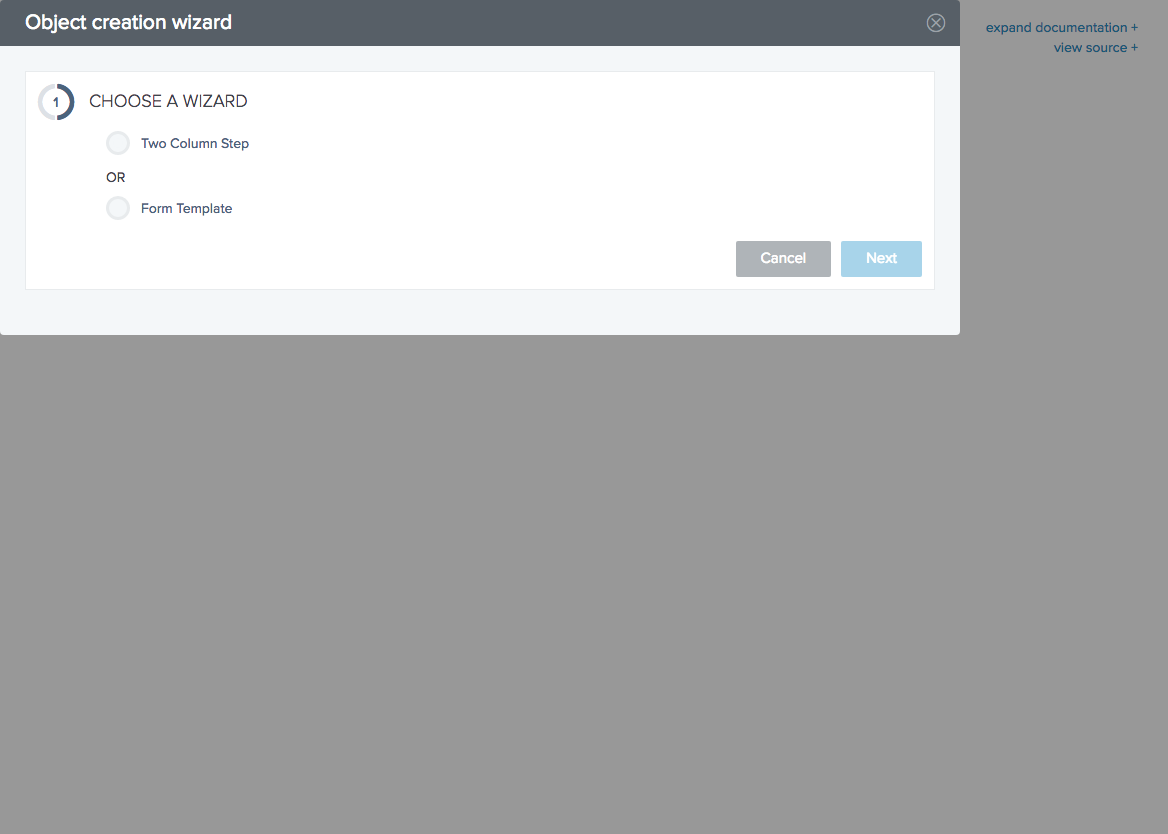 Object creation wizard
expand documentation +
view source +
1 CHOOSE A WIZARD
Two Column Step
OR
Form Template
Cancel Next